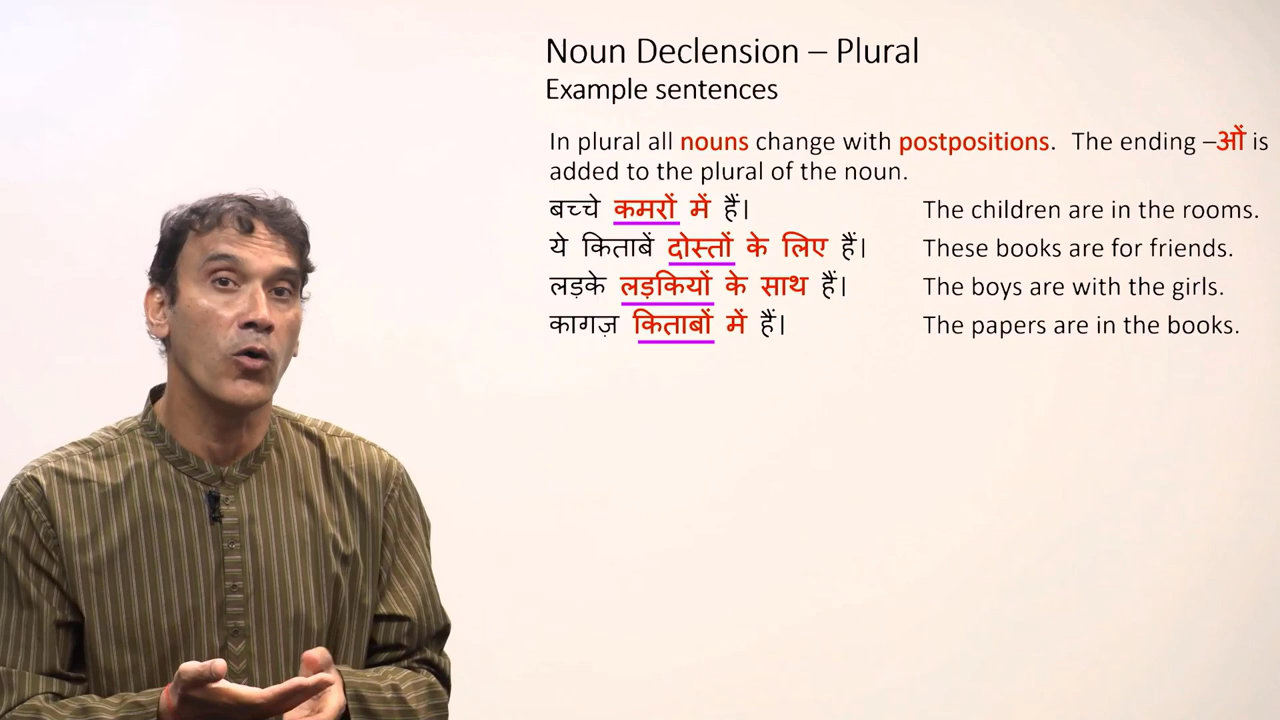 Noun Declension – Plural
Example sentences
In plural all nouns change with postpositions. The ending –ओं is
added to the plural of the noun.
बच्चे कमरों में हैं। The children are in the rooms.
ये किताबें दोस्तों के लिए हैं। These books are for friends.
लड़के लड़कियों के साथ हैं। The boys are with the girls.
कागज़ किताबों में हैं। The papers are in the books.